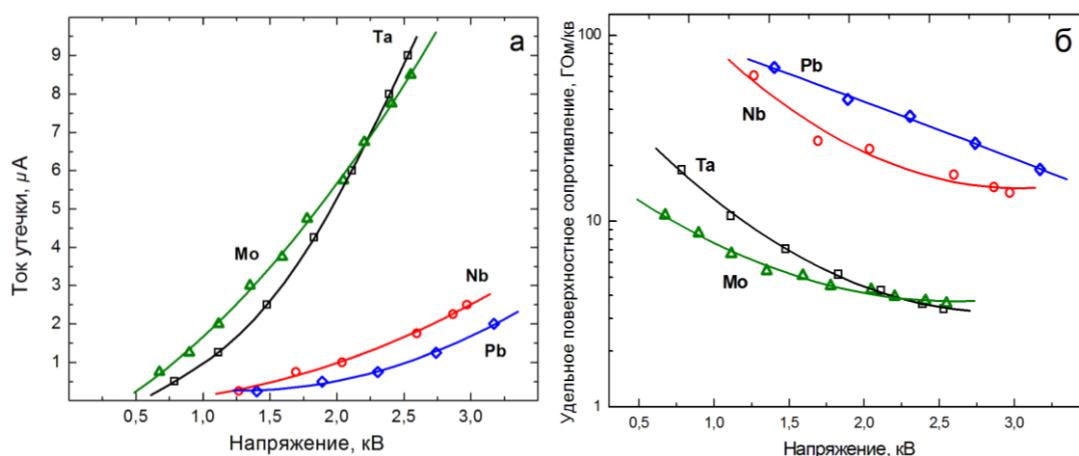 а
Ток утечки, μA
9
8
7
6
5
4
3
2
1
Ta
Mo
Nb
Pb
0,5 1,0 1,5 2,0 2,5 3,0
Напряжение, кВ
б
Удельное поверхностное сопротивление, ГОм/кв
100
10
1
Pb
Nb
Ta
Mo
0,5 1,0 1,5 2,0 2,5 3,0
Напряжение, кВ